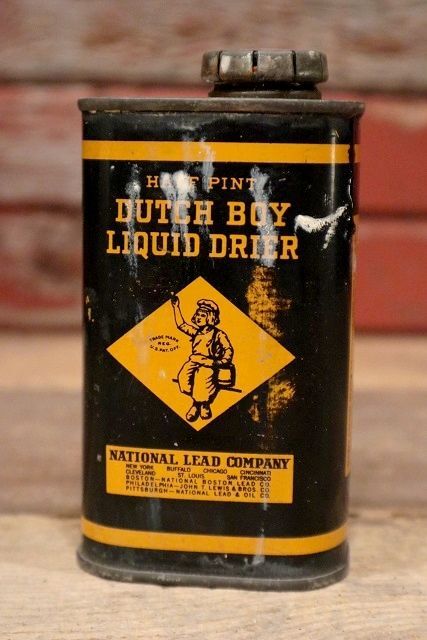 HALF PINT
DUTCH BOY
LIQUID DRIER
TRADE MARK
REG.
U.S. PAT. OFF.
NATIONAL LEAD COMPANY
NEW YORK BUFFALO CHICAGO CINCINNATI
CLEVELAND ST. LOUIS SAN FRANCISCO
BOSTON—NATIONAL BOSTON LEAD CO.
PHILADELPHIA—JOHN T. LEWIS & BROS. CO.
PITTSBURGH—NATIONAL LEAD & OIL CO.